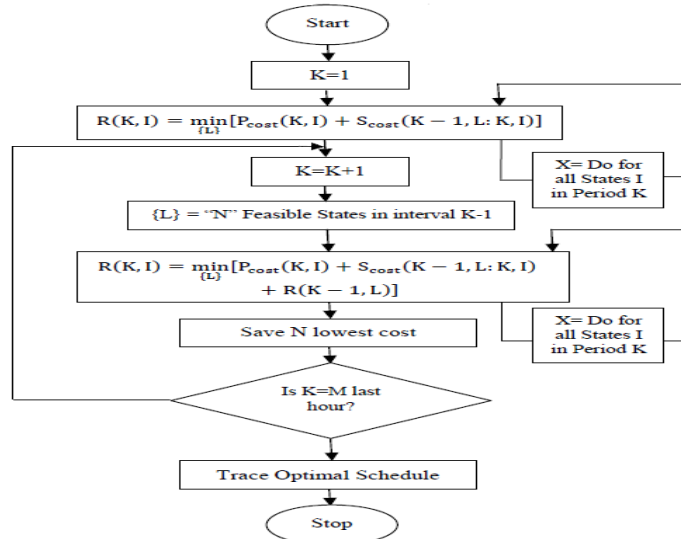 Start
K=1
R(K, I) = min[P_cost(K, I) + S_cost(K − 1, L: K, I)]
{L}
X= Do for
all States I
in Period K
K=K+1
{L} = “N” Feasible States in interval K-1
R(K, I) = min[P_cost(K, I) + S_cost(K − 1, L: K, I)
{L}
+ R(K − 1, L)]
X= Do for
all States I
in Period K
Save N lowest cost
Is K=M last
hour?
Trace Optimal Schedule
Stop